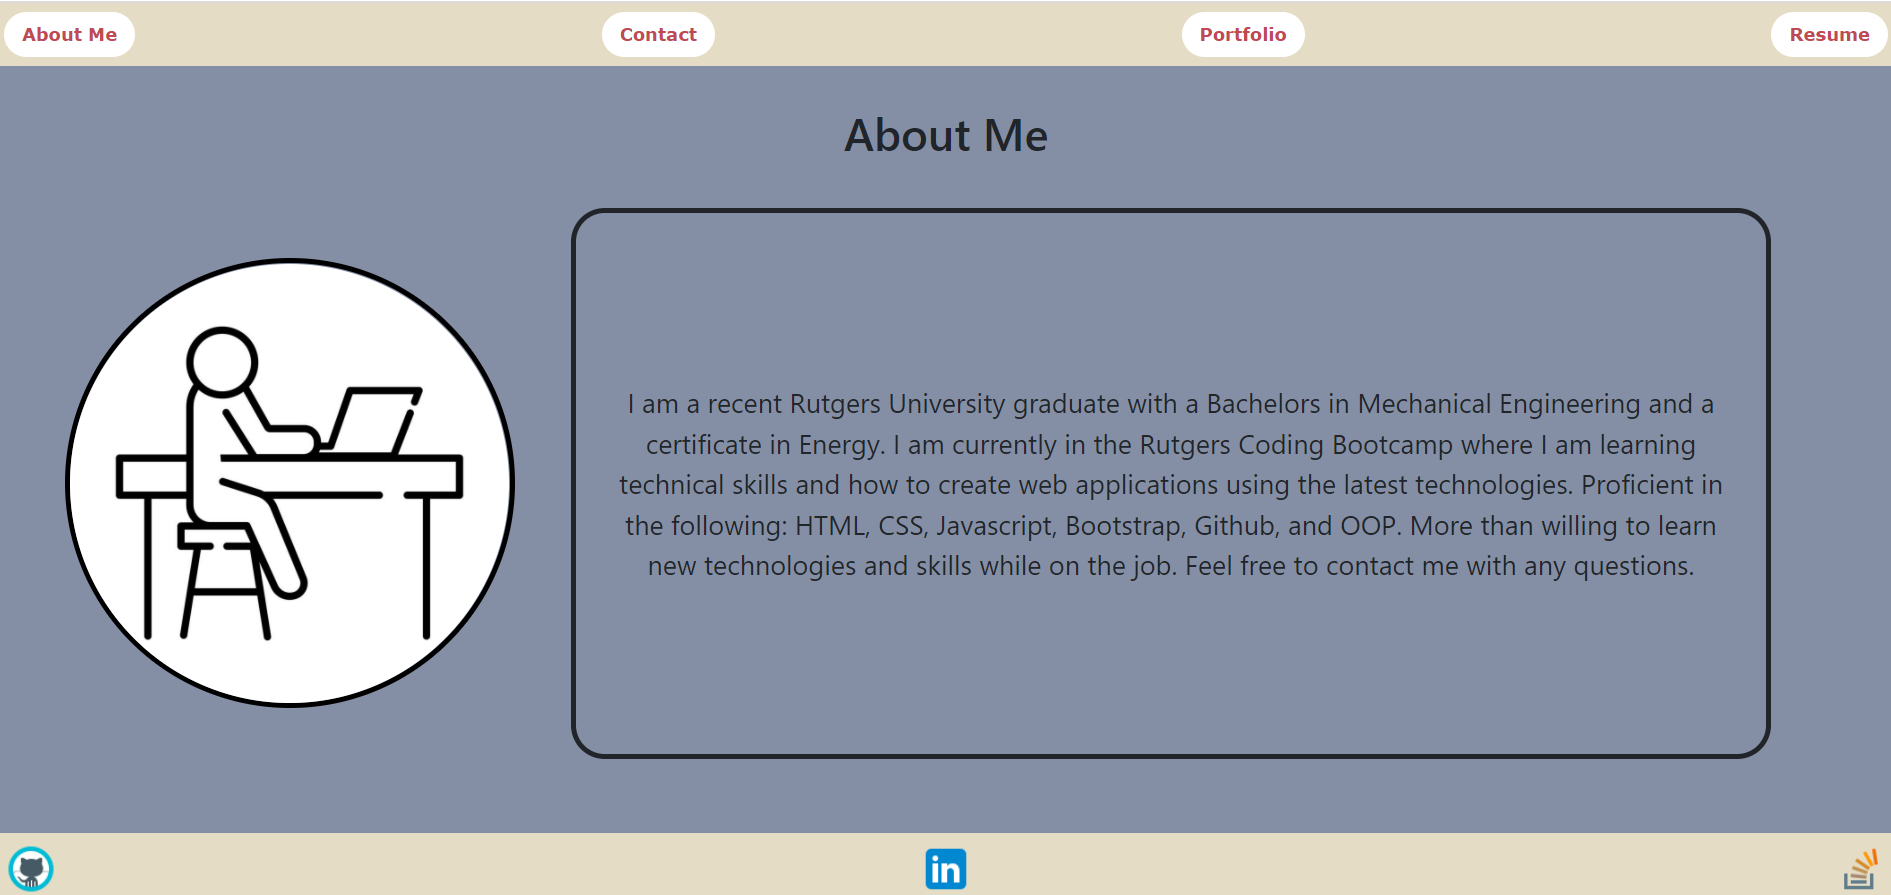 About Me
Contact
Portfolio
Resume
About Me
I am a recent Rutgers University graduate with a Bachelors in Mechanical Engineering and a
certificate in Energy. I am currently in the Rutgers Coding Bootcamp where I am learning
technical skills and how to create web applications using the latest technologies. Proficient in
the following: HTML, CSS, Javascript, Bootstrap, Github, and OOP. More than willing to learn
new technologies and skills while on the job. Feel free to contact me with any questions.
in